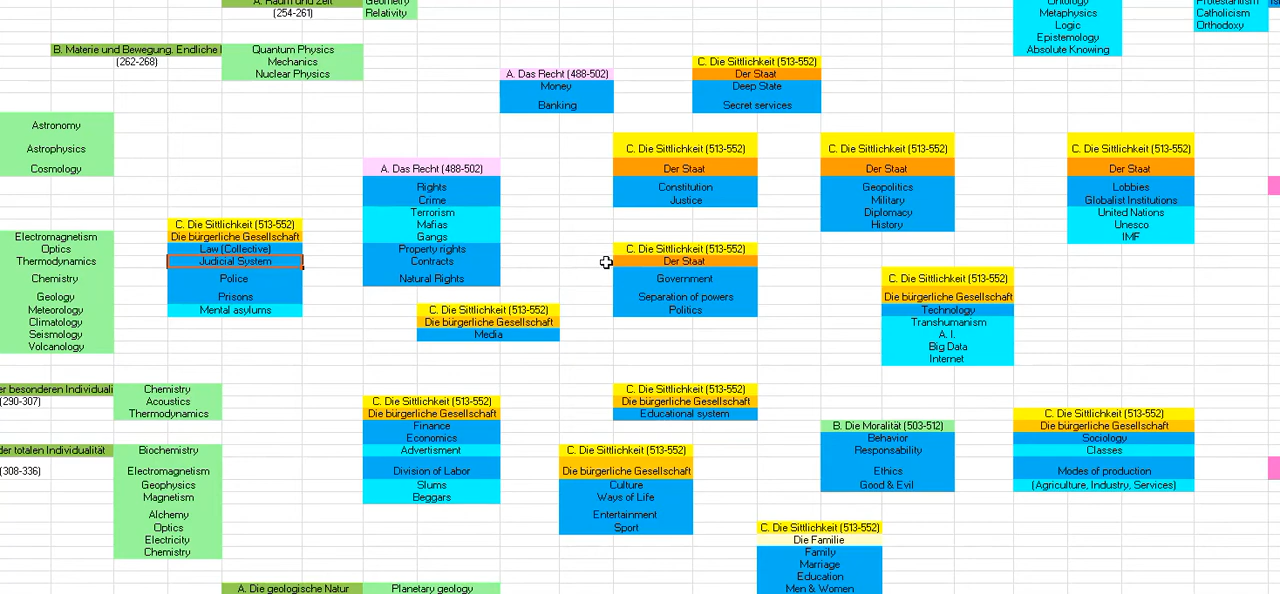 A. Raum und Zeit
(254-261)
Geometry
Relativity
B. Materie und Bewegung. Endliche
(262-268)
Quantum Physics
Mechanics
Nuclear Physics
Ontology
Metaphysics
Logic
Epistemology
Absolute Knowing
Protestantism
Catholicism
Orthodoxy
A. Das Recht (488-502)
Money
Banking
C. Die Sittlichkeit (513-552)
Der Staat
Deep State
Secret services
Astronomy
Astrophysics
Cosmology
A. Das Recht (488-502)
Rights
Crime
Terrorism
Mafias
Gangs
Property rights
Contracts
Natural Rights
C. Die Sittlichkeit (513-552)
Der Staat
Constitution
Justice
C. Die Sittlichkeit (513-552)
Der Staat
Geopolitics
Military
Diplomacy
History
C. Die Sittlichkeit (513-552)
Der Staat
Lobbies
Globalist Institutions
United Nations
Unesco
IMF
Electromagnetism
Optics
Thermodynamics
Chemistry
Geology
Meteorology
Climatology
Seismology
Volcanology
C. Die Sittlichkeit (513-552)
Die bürgerliche Gesellschaft
Law (Collective)
Judicial System
Police
Prisons
Mental asylums
C. Die Sittlichkeit (513-552)
Der Staat
Government
Separation of powers
Politics
C. Die Sittlichkeit (513-552)
Die bürgerliche Gesellschaft
Technology
Transhumanism
A. I.
Big Data
Internet
C. Die Sittlichkeit (513-552)
Die bürgerliche Gesellschaft
Media
er besonderen Individuali
(290-307)
Chemistry
Acoustics
Thermodynamics
C. Die Sittlichkeit (513-552)
Die bürgerliche Gesellschaft
Finance
Economics
Advertisment
Division of Labor
Slums
Beggars
C. Die Sittlichkeit (513-552)
Die bürgerliche Gesellschaft
Educational system
B. Die Moralität (503-512)
Behavior
Responsability
Ethics
Good & Evil
C. Die Sittlichkeit (513-552)
Die bürgerliche Gesellschaft
Sociology
Classes
Modes of production
(Agriculture, Industry, Services)
der totalen Individualität
(308-336)
Biochemistry
Electromagnetism
Geophysics
Magnetism
Alchemy
Optics
Electricity
Chemistry
C. Die Sittlichkeit (513-552)
Die bürgerliche Gesellschaft
Culture
Ways of Life
Entertainment
Sport
C. Die Sittlichkeit (513-552)
Die Familie
Family
Marriage
Education
Men & Women
A. Die geologische Natur
Planetary geology